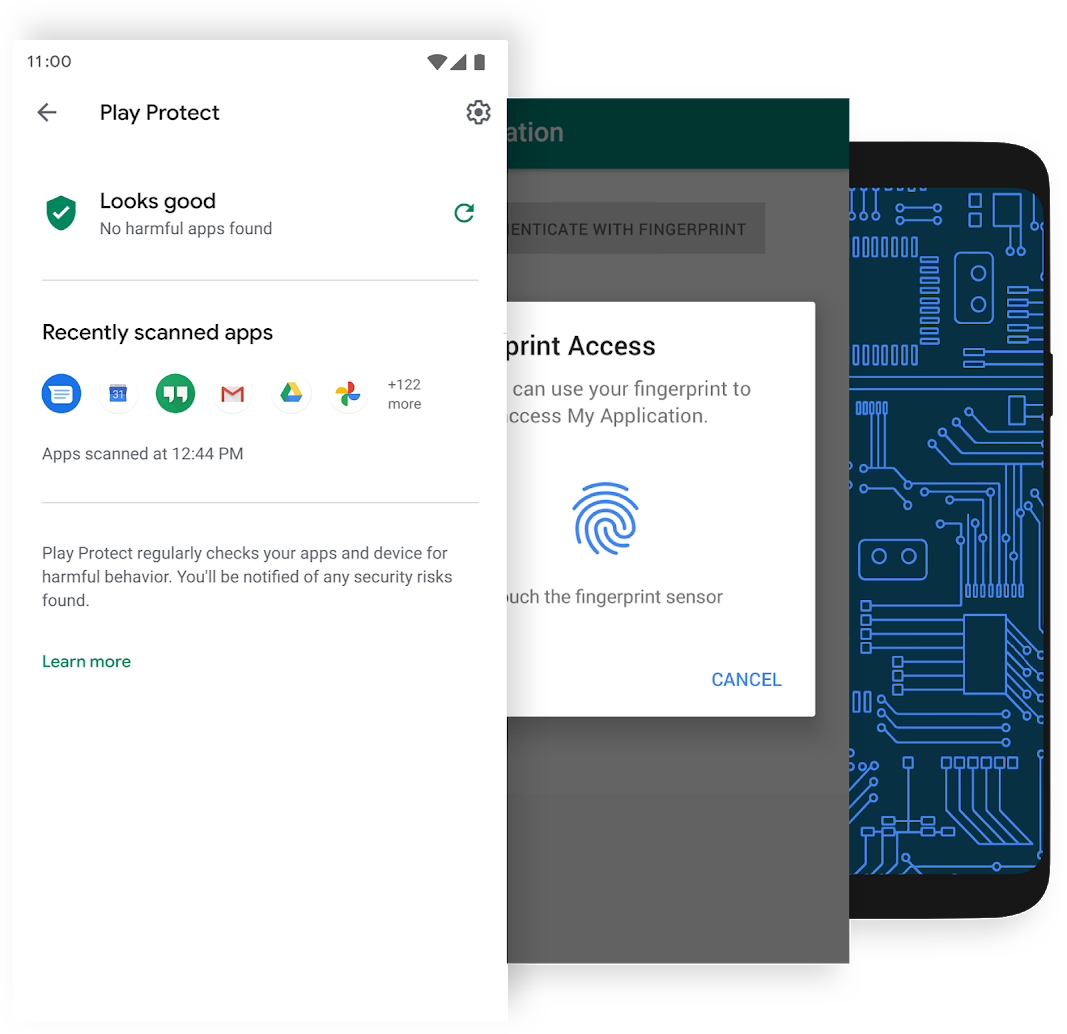 11:00
Play Protect
Looks good
No harmful apps found
Recently scanned apps
31
+122
more
Apps scanned at 12:44 PM
Play Protect regularly checks your apps and device for
harmful behavior. You'll be notified of any security risks
found.
Learn more
ation
ENTICATE WITH FINGERPRINT
print Access
can use your fingerprint to
ccess My Application.
ouch the fingerprint sensor
CANCEL